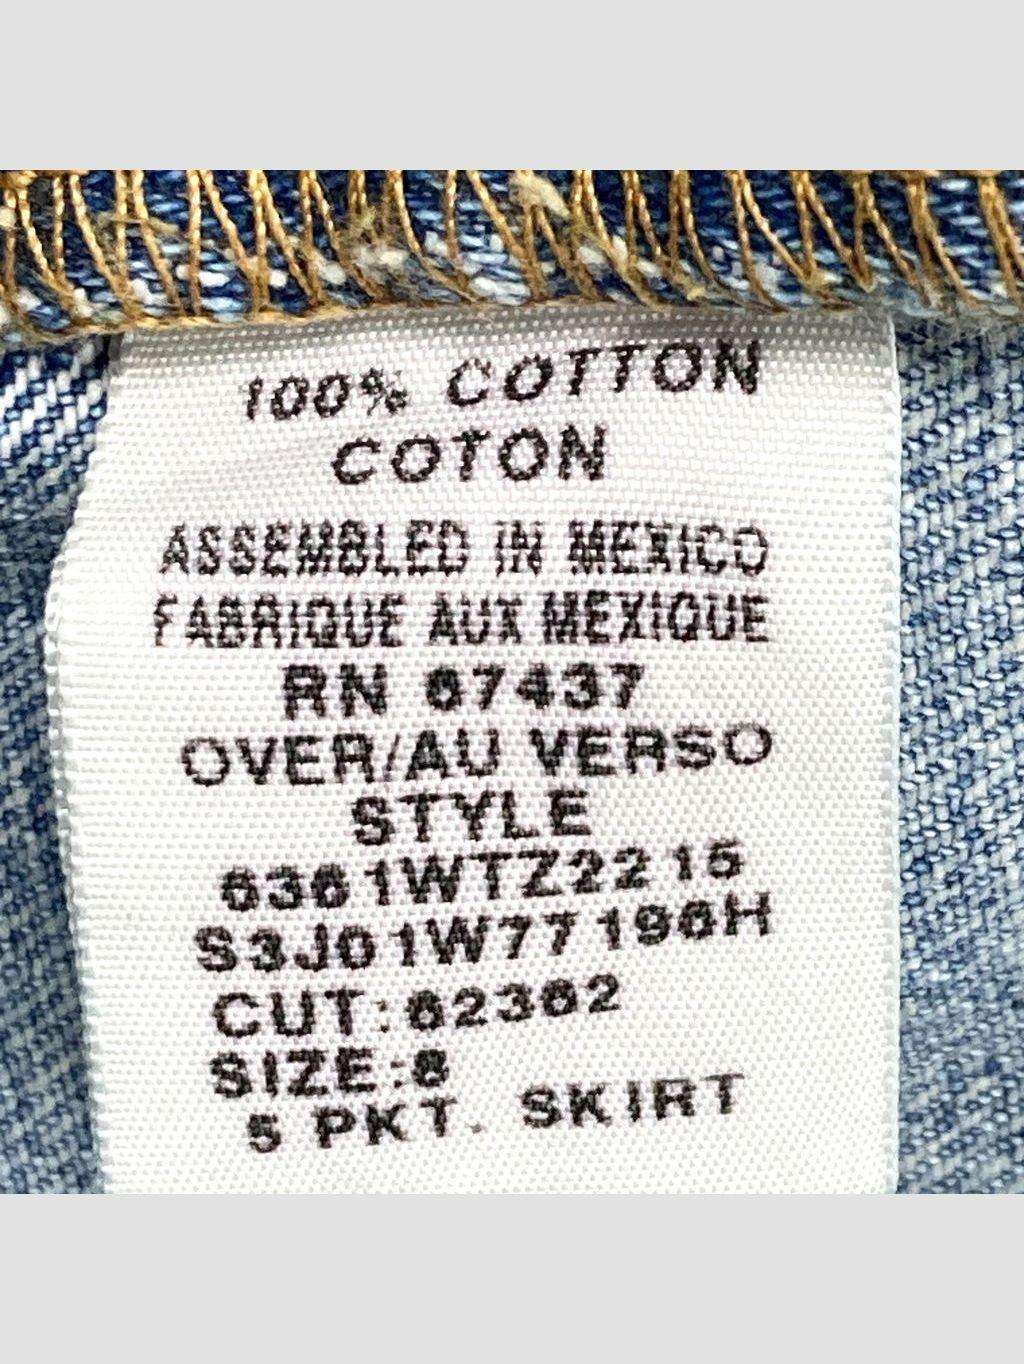 100% COTTON
COTON
ASSEMBLED IN MEXICO
FABRIQUE AUX MEXIQUE
RN 67437
OVER/AU VERSO
STYLE
6361WTZ2215
S3J01W77196H
CUT:62362
SIZE:8
5 PKT. SKIRT